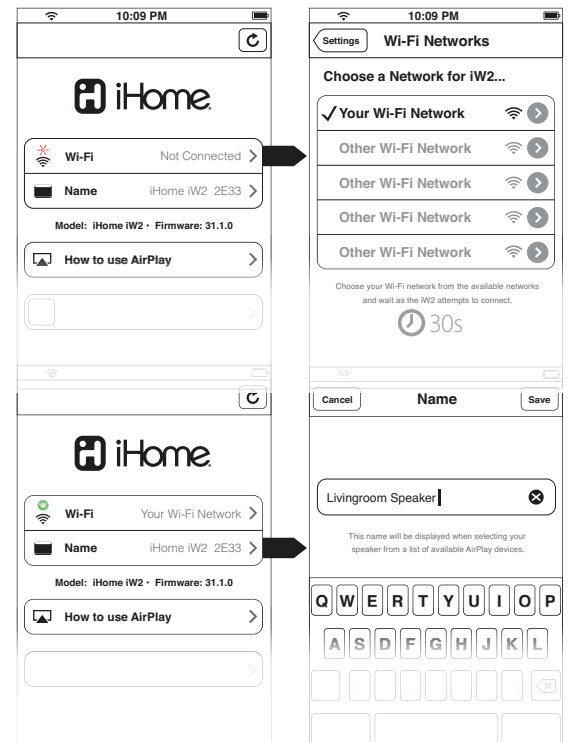 10:09 PM
iHome
Wi-Fi Not Connected
Name iHome iW2 2E33
Model: iHome iW2 · Firmware: 31.1.0
How to use AirPlay
10:09 PM
Settings Wi-Fi Networks
Choose a Network for iW2...
Your Wi-Fi Network
Other Wi-Fi Network
Other Wi-Fi Network
Other Wi-Fi Network
Other Wi-Fi Network
Choose your Wi-Fi network from the available networks
and wait as the iW2 attempts to connect.
30s
iHome
Wi-Fi Your Wi-Fi Network
Name iHome iW2 2E33
Model: iHome iW2 · Firmware: 31.1.0
How to use AirPlay
Cancel Name Save
Livingroom Speaker
This name will be displayed when selecting your
speaker from a list of available AirPlay devices.
Q W E R T Y U I O P
A S D F G H J K L